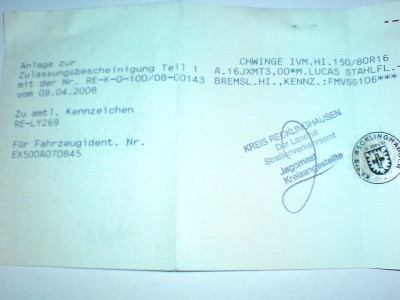 Anlage zur
Zulassungsbescheinigung Teil 1
mit der Nr. RE-K-0-100/08-00143
vom 09.04.2008
Zu amtl. Kennzeichen
RE-LY269
Für Fahrzeugident. Nr.
EX500A070845
CHWINGE IVM.HI.150/80R16
A.16JXMT3,00*M.LUCAS STAHLFL.-
BREMSL.HI.,KENNZ.:FMVSS106***
KREIS RECKLINGHAUSEN
Der Landrat
Straßenverkehrsamt
Kreisangestellte
KREIS RECKLINGHAUSEN